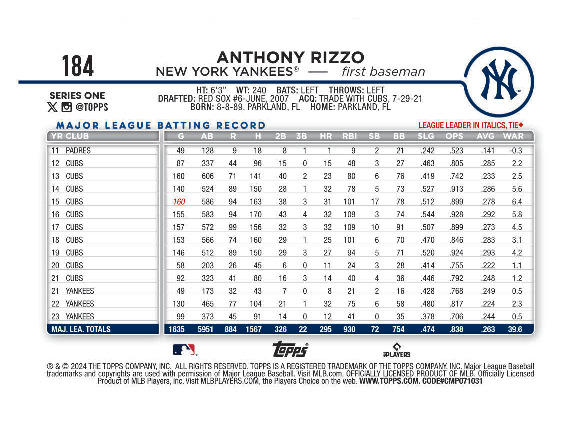 184
ANTHONY RIZZO
NEW YORK YANKEES® — first baseman
SERIES ONE
@TOPPS
HT: 6'3" WT: 240 BATS: LEFT THROWS: LEFT
DRAFTED: RED SOX #6-JUNE, 2007 ACQ: TRADE WITH CUBS, 7-29-21
BORN: 8-8-89, PARKLAND, FL HOME: PARKLAND, FL
NY
MAJOR LEAGUE BATTING RECORD LEAGUE LEADER IN ITALICS, TIE♦
YR CLUB G AB R H 2B 3B HR RBI SB BB SLG OPS AVG WAR
11 PADRES 49 128 9 18 8 1 1 9 2 21 .242 .523 .141 -0.3
12 CUBS 87 337 44 96 15 0 15 48 3 27 .463 .805 .285 2.2
13 CUBS 160 606 71 141 40 2 23 80 6 76 .419 .742 .233 2.5
14 CUBS 140 524 89 150 28 1 32 78 5 73 .527 .913 .286 5.6
15 CUBS 160 586 94 163 38 3 31 101 17 78 .512 .899 .278 6.4
16 CUBS 155 583 94 170 43 4 32 109 3 74 .544 .928 .292 5.8
17 CUBS 157 572 99 156 32 3 32 109 10 91 .507 .899 .273 4.5
18 CUBS 153 566 74 160 29 1 25 101 6 70 .470 .846 .283 3.1
19 CUBS 146 512 89 150 29 3 27 94 5 71 .520 .924 .293 4.2
20 CUBS 58 203 26 45 6 0 11 24 3 28 .414 .755 .222 1.1
21 CUBS 92 323 41 80 16 3 14 40 4 36 .446 .792 .248 1.2
21 YANKEES 49 173 32 43 7 0 8 21 2 16 .428 .768 .249 0.5
22 YANKEES 130 465 77 104 21 1 32 75 6 58 .480 .817 .224 2.3
23 YANKEES 99 373 45 91 14 0 12 41 0 35 .378 .706 .244 0.5
MAJ. LEA. TOTALS 1635 5951 884 1567 326 22 295 930 72 754 .474 .838 .263 39.6
Topps
PLAYERS
® & © 2024 THE TOPPS COMPANY, INC. ALL RIGHTS RESERVED. TOPPS IS A REGISTERED TRADEMARK OF THE TOPPS COMPANY, INC. Major League Baseball
trademarks and copyrights are used with permission of Major League Baseball. Visit MLB.com. OFFICIALLY LICENSED PRODUCT OF MLB. Officially Licensed
Product of MLB Players, Inc. Visit MLBPLAYERS.COM, the Players Choice on the web. WWW.TOPPS.COM. CODE#CMP071031